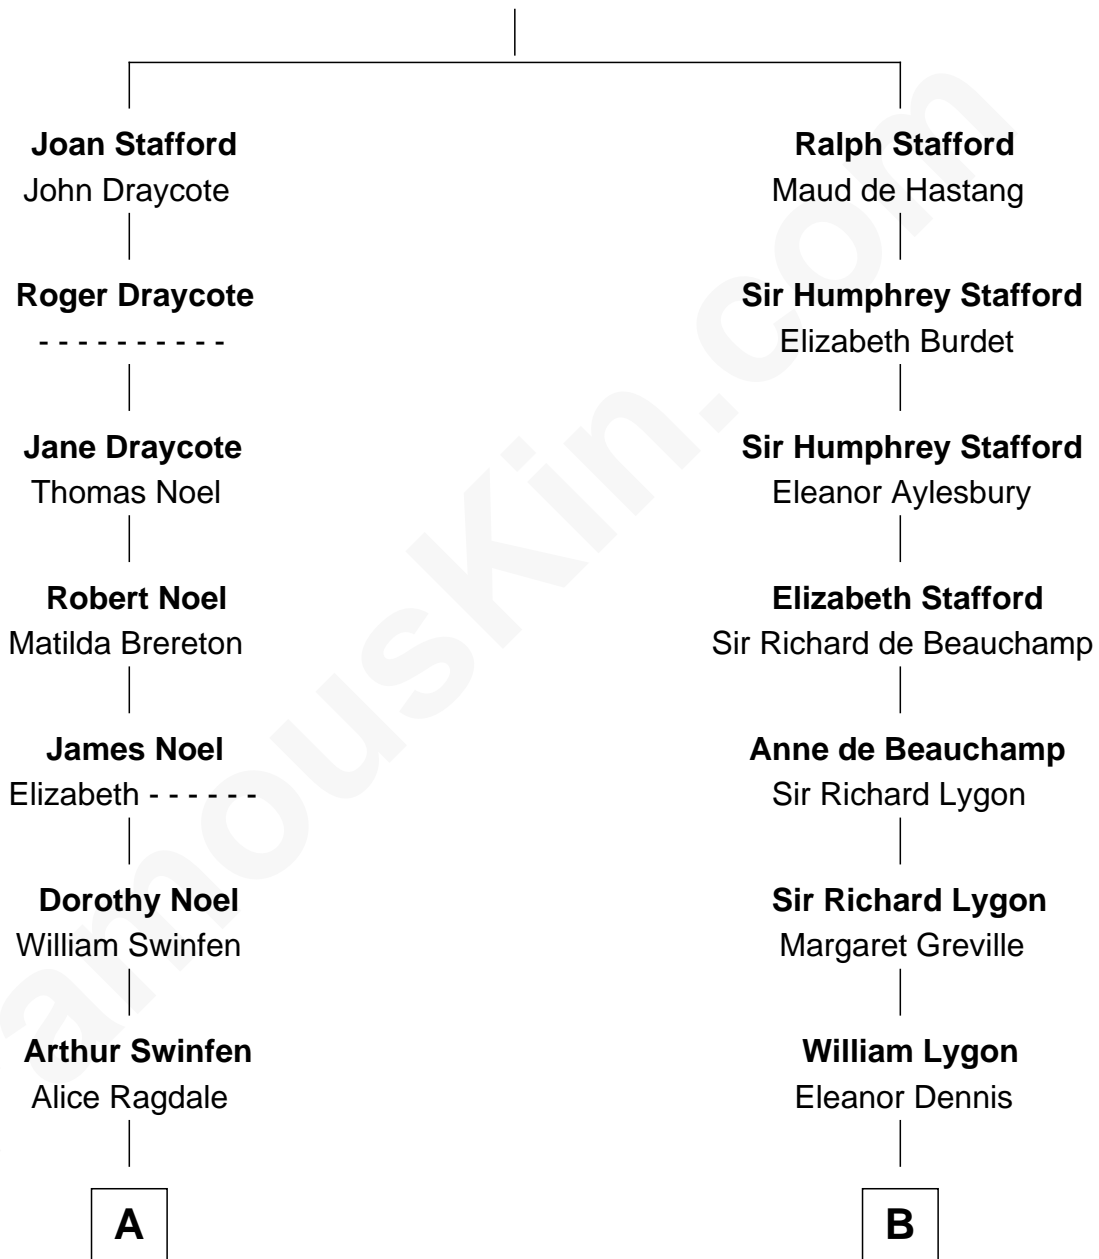 Joan Stafford
John Draycote
Roger Draycote
- - - - - - - - - -
Jane Draycote
Thomas Noel
Robert Noel
Matilda Brereton
James Noel
Elizabeth - - - - - -
Dorothy Noel
William Swinfen
Arthur Swinfen
Alice Ragdale
A
Ralph Stafford
Maud de Hastang
Sir Humphrey Stafford
Elizabeth Burdet
Sir Humphrey Stafford
Eleanor Aylesbury
Elizabeth Stafford
Sir Richard de Beauchamp
Anne de Beauchamp
Sir Richard Lygon
Sir Richard Lygon
Margaret Greville
William Lygon
Eleanor Dennis
B
amouskin.com